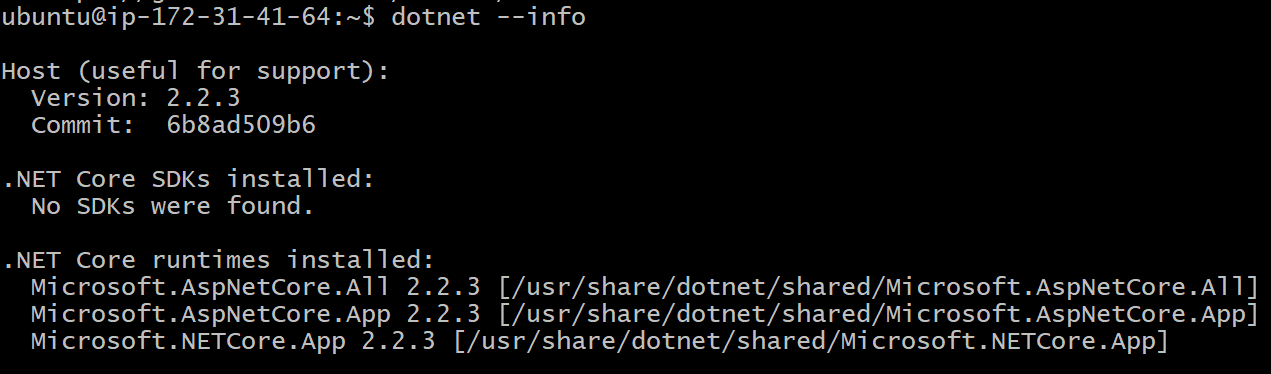 ubuntu@ip-172-31-41-64:~$ dotnet --info
Host (useful for support):
Version: 2.2.3
Commit: 6b8ad509b6
.NET Core SDKs installed:
No SDKs were found.
.NET Core runtimes installed:
Microsoft.AspNetCore.All 2.2.3 [/usr/share/dotnet/shared/Microsoft.AspNetCore.All]
Microsoft.AspNetCore.App 2.2.3 [/usr/share/dotnet/shared/Microsoft.AspNetCore.App]
Microsoft.NETCore.App 2.2.3 [/usr/share/dotnet/shared/Microsoft.NETCore.App]